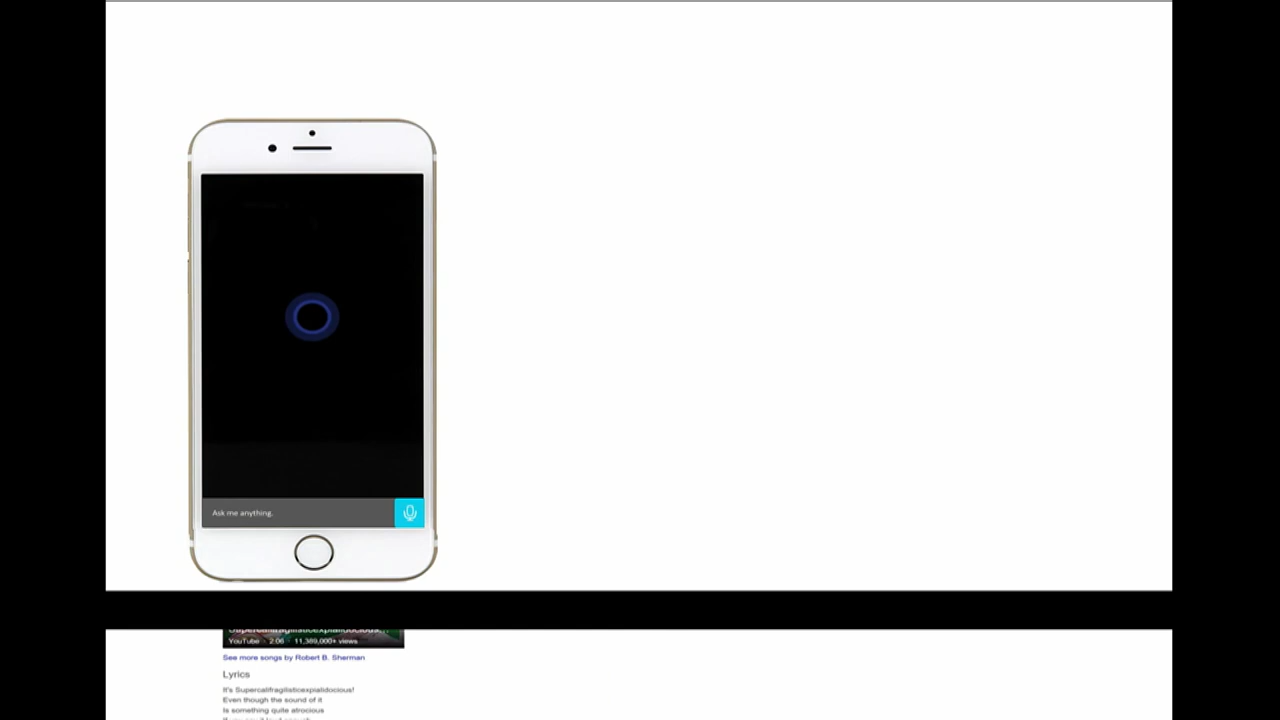 Ask me anything.
Supercalifragilisticexpialidocious...
YouTube · 2:06 · 11,389,000+ views
See more songs by Robert B. Sherman
Lyrics
It's Supercalifragilisticexpialidocious!
Even though the sound of it
Is something quite atrocious